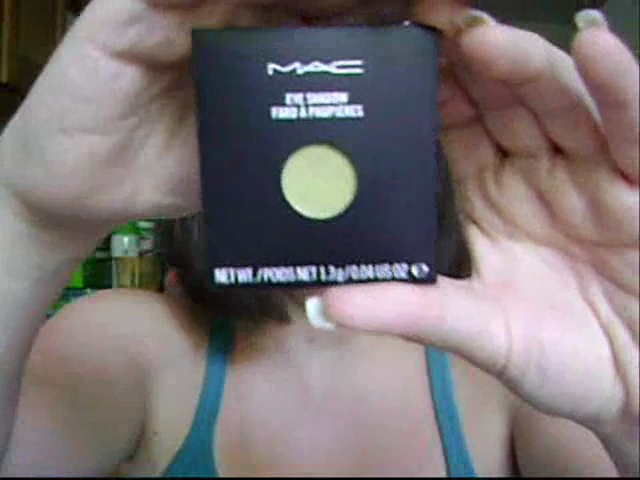 MAC
EYE SHADOW
FARD À PAUPIÈRES
NET WT./POIDS NET 1.3g/0.04 US OZ